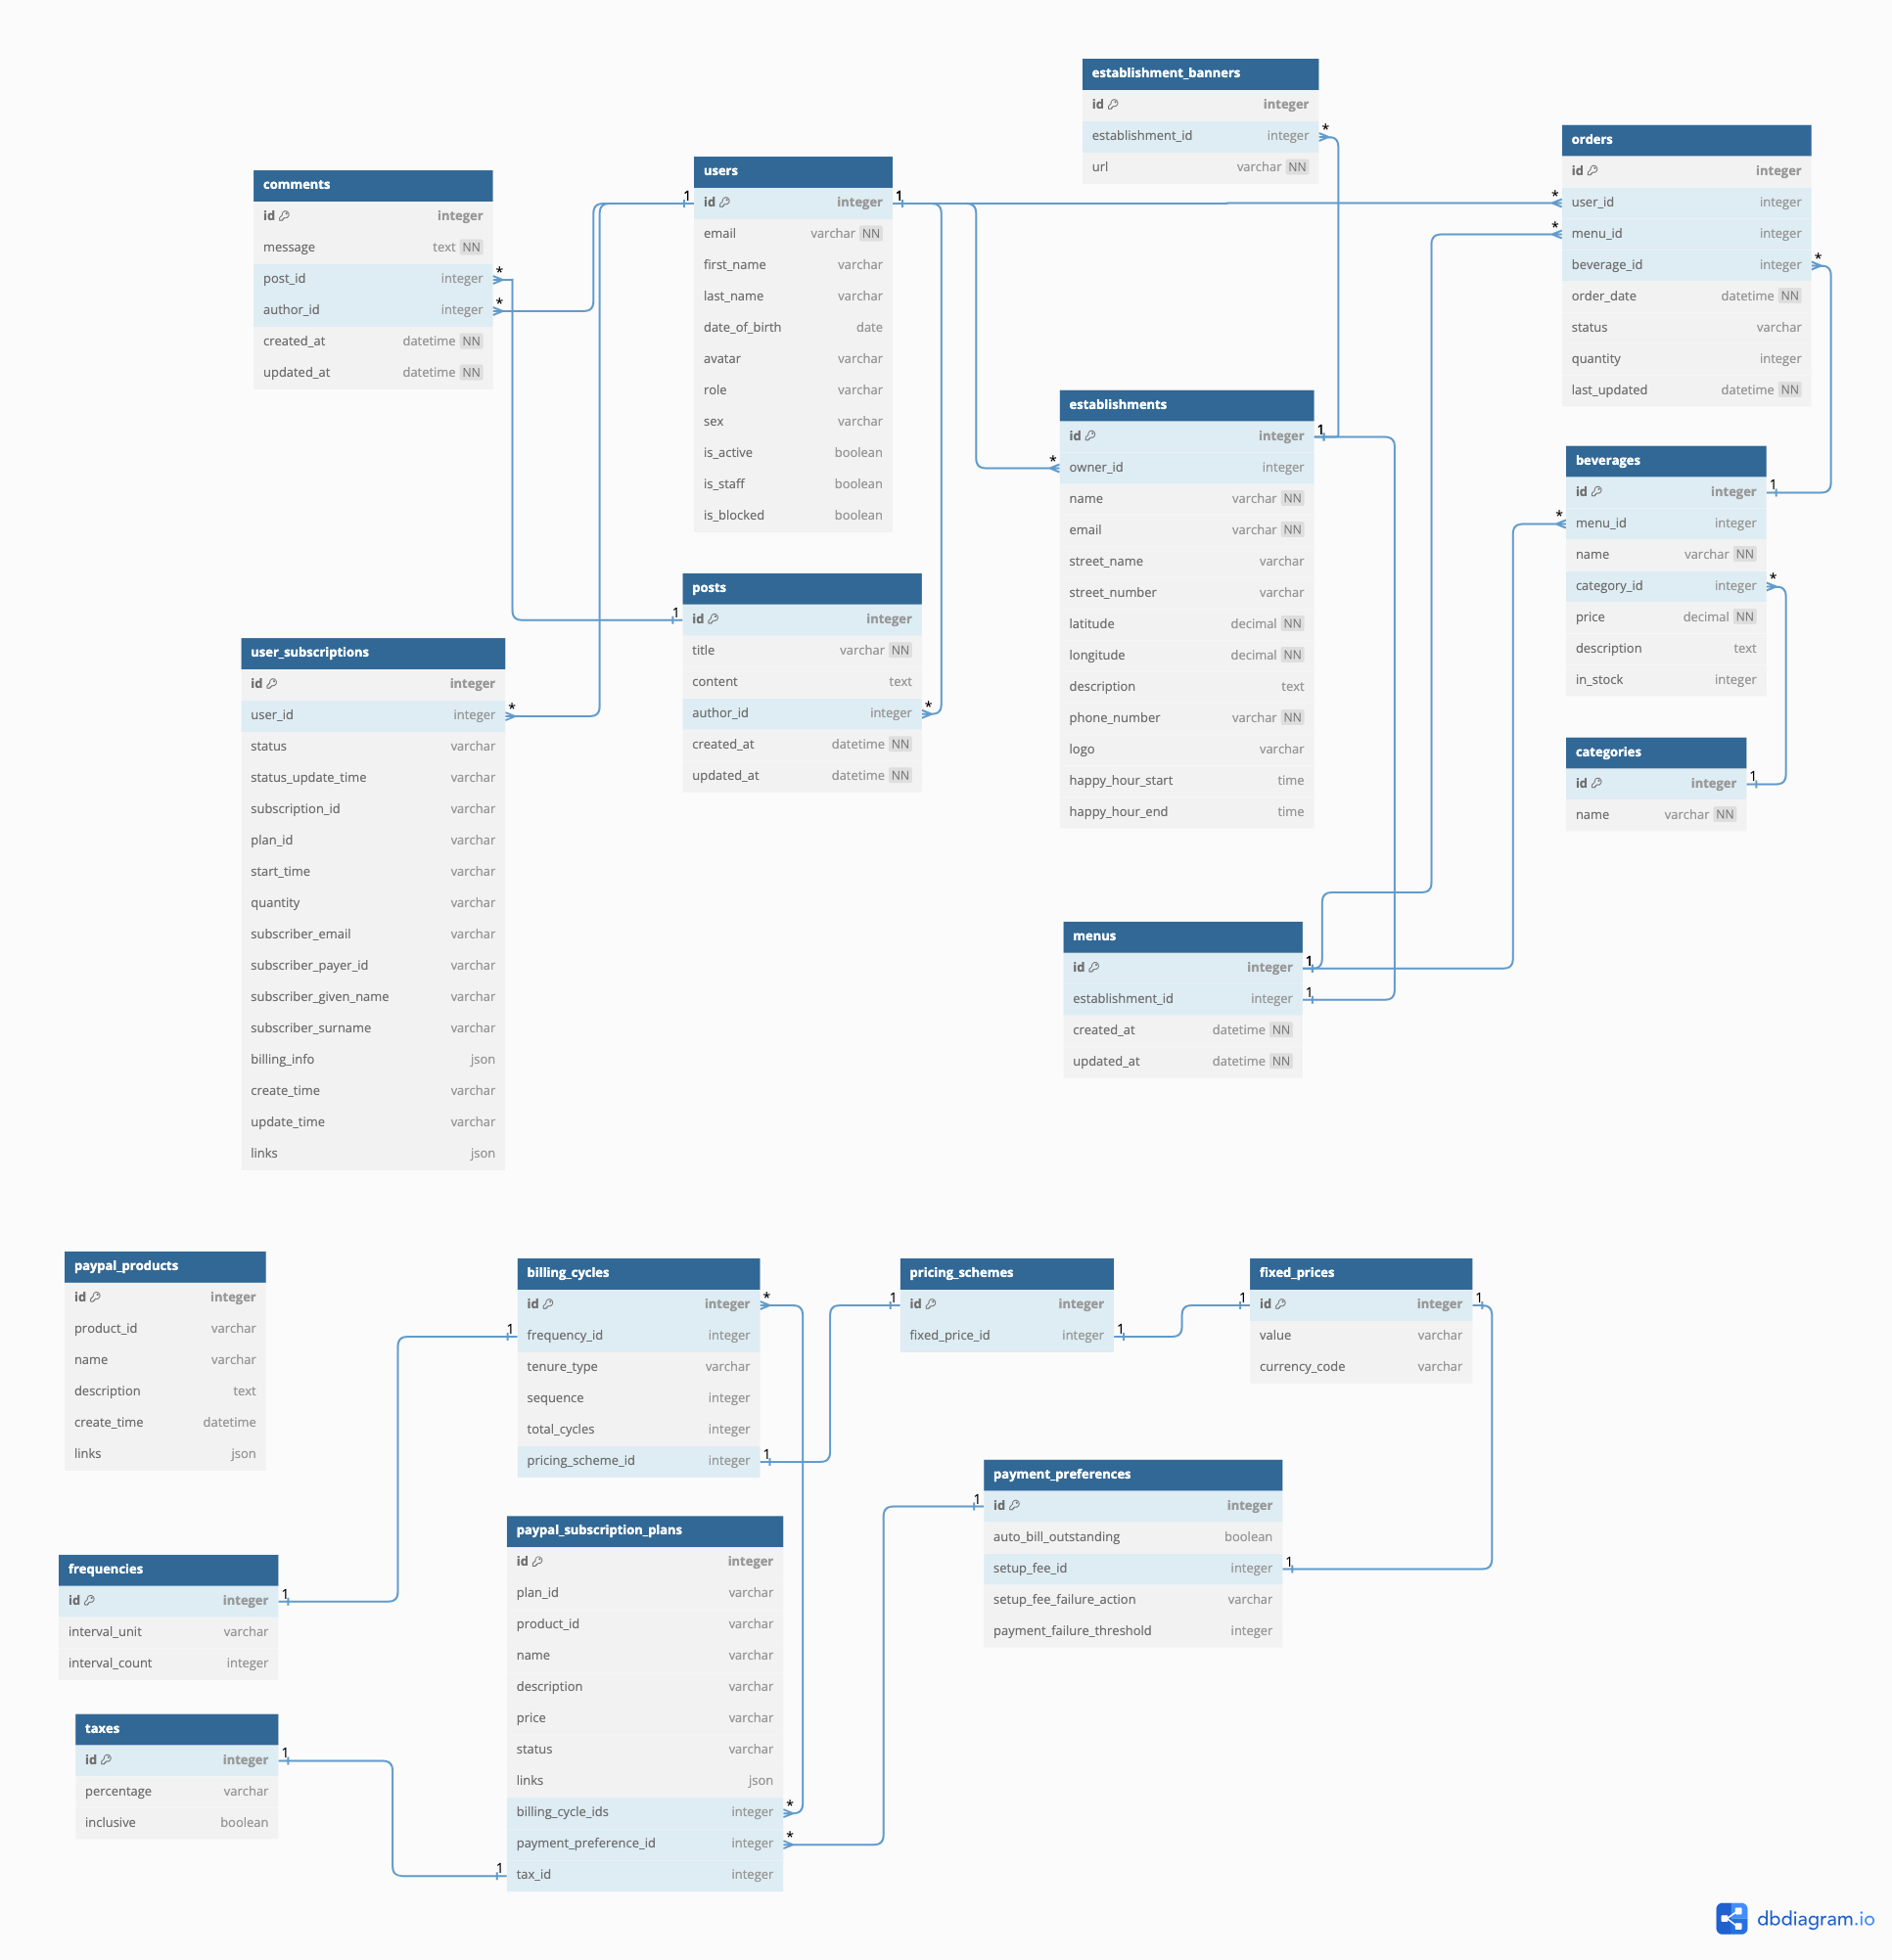 establishment_banners
id integer
establishment_id integer
url varchar NN
orders
id integer
user_id integer
menu_id integer
beverage_id integer
order_date datetime NN
status varchar
quantity integer
last_updated datetime NN
comments
id integer
message text NN
post_id integer
author_id integer
created_at datetime NN
updated_at datetime NN
users
id integer
email varchar NN
first_name varchar
last_name varchar
date_of_birth date
avatar varchar
role varchar
sex varchar
is_active boolean
is_staff boolean
is_blocked boolean
establishments
id integer
owner_id integer
name varchar NN
email varchar NN
street_name varchar
street_number varchar
latitude decimal NN
longitude decimal NN
description text
phone_number varchar NN
logo varchar
happy_hour_start time
happy_hour_end time
beverages
id integer
menu_id integer
name varchar NN
category_id integer
price decimal NN
description text
in_stock integer
posts
id integer
title varchar NN
content text
author_id integer
created_at datetime NN
updated_at datetime NN
user_subscriptions
id integer
user_id integer
status varchar
status_update_time varchar
subscription_id varchar
plan_id varchar
start_time varchar
quantity varchar
subscriber_email varchar
subscriber_payer_id varchar
subscriber_given_name varchar
subscriber_surname varchar
billing_info json
create_time varchar
update_time varchar
links json
categories
id integer
name varchar NN
menus
id integer
establishment_id integer
created_at datetime NN
updated_at datetime NN
paypal_products
id integer
product_id varchar
name varchar
description text
create_time datetime
links json
billing_cycles
id integer
frequency_id integer
tenure_type varchar
sequence integer
total_cycles integer
pricing_scheme_id integer
pricing_schemes
id integer
fixed_price_id integer
fixed_prices
id integer
value varchar
currency_code varchar
payment_preferences
id integer
auto_bill_outstanding boolean
setup_fee_id integer
setup_fee_failure_action varchar
payment_failure_threshold integer
paypal_subscription_plans
id integer
plan_id varchar
product_id varchar
name varchar
description varchar
price varchar
status varchar
links json
billing_cycle_ids integer
payment_preference_id integer
tax_id integer
frequencies
id integer
interval_unit varchar
interval_count integer
taxes
id integer
percentage varchar
inclusive boolean
dbdiagram.io